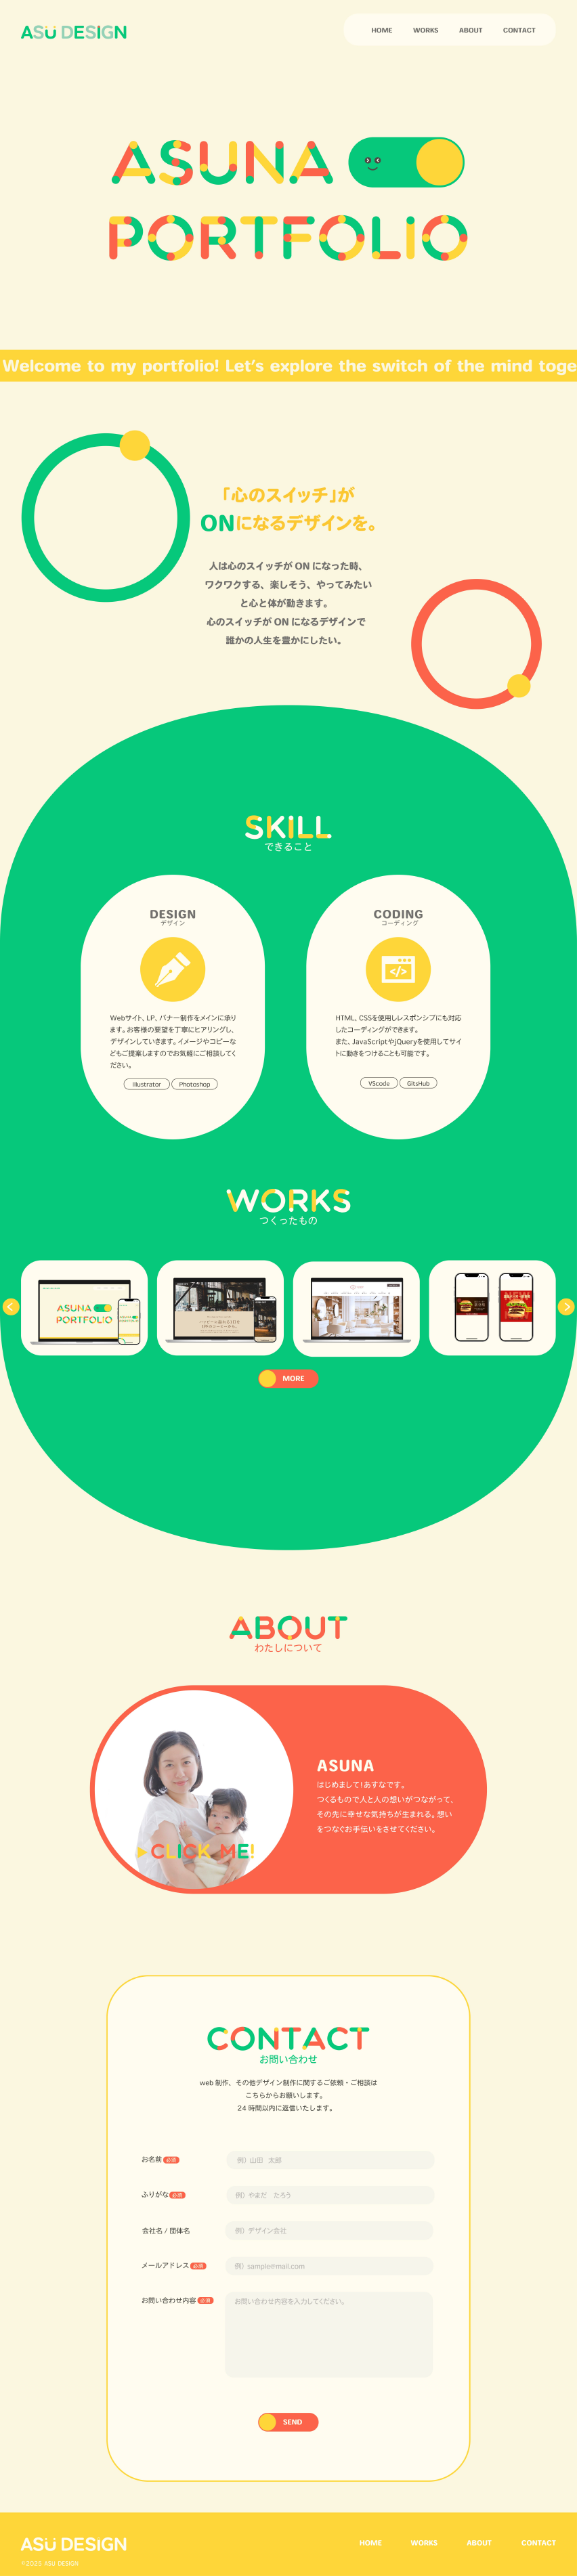 ASU DESIGN
HOME WORKS ABOUT CONTACT
ASUNA
PORTFOLIO
Welcome to my portfolio! Let's explore the switch of the mind toge
「心のスイッチ」が
ONになるデザインを。
人は心のスイッチが ON になった時、
ワクワクする、楽しそう、やってみたい
と心と体が動きます。
心のスイッチが ON になるデザインで
誰かの人生を豊かにしたい。
SKILL
できること
DESIGN
デザイン
Webサイト、LP，バナー制作をメインに承り
ます。お客様の要望を丁寧にヒアリングし、
デザインしていきます。イメージやコピーな
どもご提案しますのでお気軽にご相談してく
ださい。
Illustrator Photoshop
CODING
コーディング
</>
HTML, CSSを使用しレスポンシブにも対応
したコーディングができます。
また、JavaScriptやjQueryを使用してサイ
トに動きをつけることも可能です。
VScode GitsHub
WORKS
つくったもの
ASUNA
PORTFOLIO
MORE
ABOUT
わたしについて
CLICK ME!
ASUNA
はじめまして!あすなです。
つくるもので人と人の想いがつながって、
その先に幸せな気持ちが生まれる。想い
をつなぐお手伝いをさせてください。
CONTACT
お問い合わせ
web 制作、その他デザイン制作に関するご依頼・ご相談は
こちらからお願いします。
24 時間以内に返信いたします。
お名前 必須 例）山田　太郎
ふりがな 必須 例）やまだ　たろう
会社名 / 団体名 例）デザイン会社
メールアドレス 必須 例）sample@mail.com
お問い合わせ内容 必須 お問い合わせ内容を入力してください。
SEND
ASU DESIGN
HOME WORKS ABOUT CONTACT
©2025 ASU DESIGN